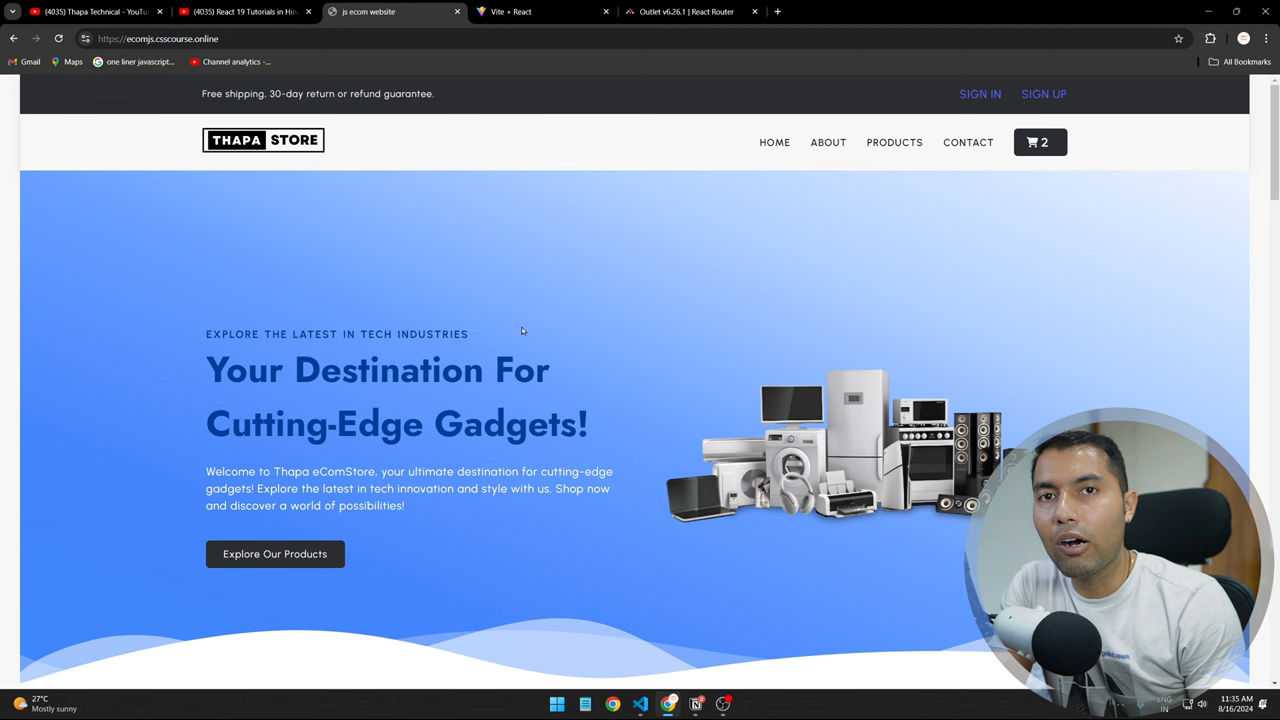 (4035) Thapa Technical - YouTu
(4035) React 19 Tutorials in Hin
js ecom website
Vite + React
Outlet v6.26.1 | React Router
https://ecomjs.csscourse.online
Gmail
Maps
one liner javascript...
Channel analytics -...
All Bookmarks
Free shipping, 30-day return or refund guarantee.
SIGN IN
SIGN UP
THAPA STORE
HOME
ABOUT
PRODUCTS
CONTACT
2
EXPLORE THE LATEST IN TECH INDUSTRIES
Your Destination For
Cutting-Edge Gadgets!
Welcome to Thapa eComStore, your ultimate destination for cutting-edge
gadgets! Explore the latest in tech innovation and style with us. Shop now
and discover a world of possibilities!
Explore Our Products
27°C
Mostly sunny
ENG
IN
11:35 AM
8/16/2024